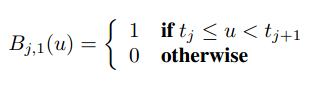 B_{j,1}(u) = { 1 if t_j ≤ u < t_{j+1}
0 otherwise